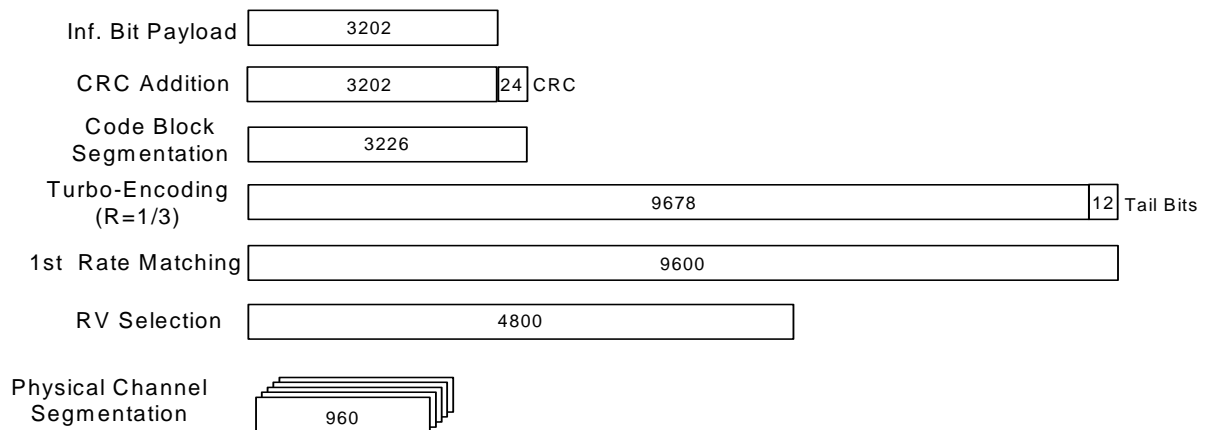 Inf. Bit Payload 3202
CRC Addition 3202 24 CRC
Code Block
Segmentation 3226
Turbo-Encoding
(R=1/3) 9678 12 Tail Bits
1st Rate Matching 9600
RV Selection 4800
Physical Channel
Segmentation 960